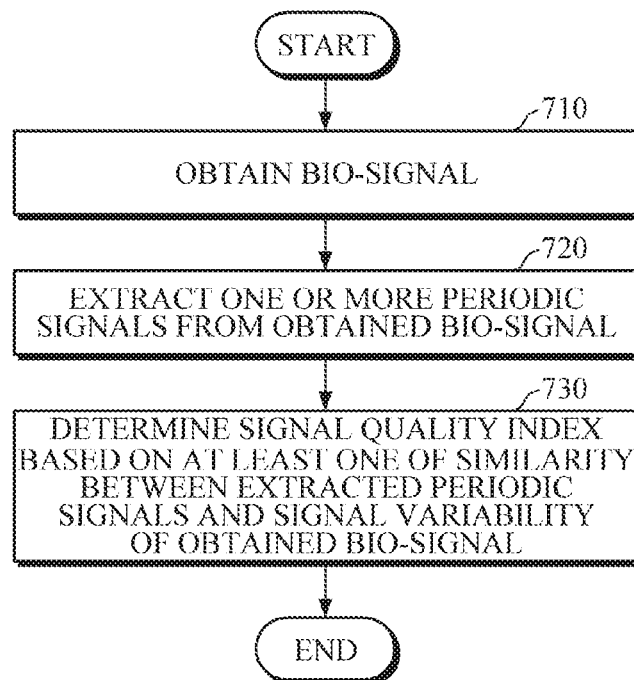 START
710
OBTAIN BIO-SIGNAL
720
EXTRACT ONE OR MORE PERIODIC
SIGNALS FROM OBTAINED BIO-SIGNAL
730
DETERMINE SIGNAL QUALITY INDEX
BASED ON AT LEAST ONE OF SIMILARITY
BETWEEN EXTRACTED PERIODIC
SIGNALS AND SIGNAL VARIABILITY
OF OBTAINED BIO-SIGNAL
END